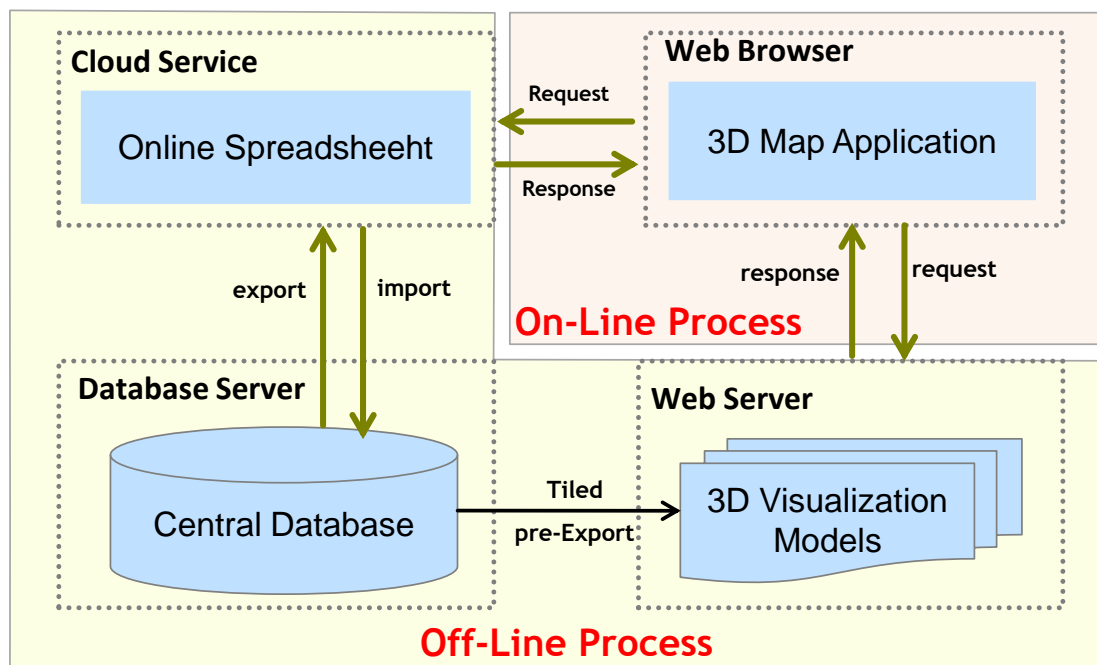 Cloud Service
Online Spreadsheeht
Request
Response
Web Browser
3D Map Application
export
import
response
request
On-Line Process
Database Server
Central Database
Tiled
pre-Export
Web Server
3D Visualization
Models
Off-Line Process